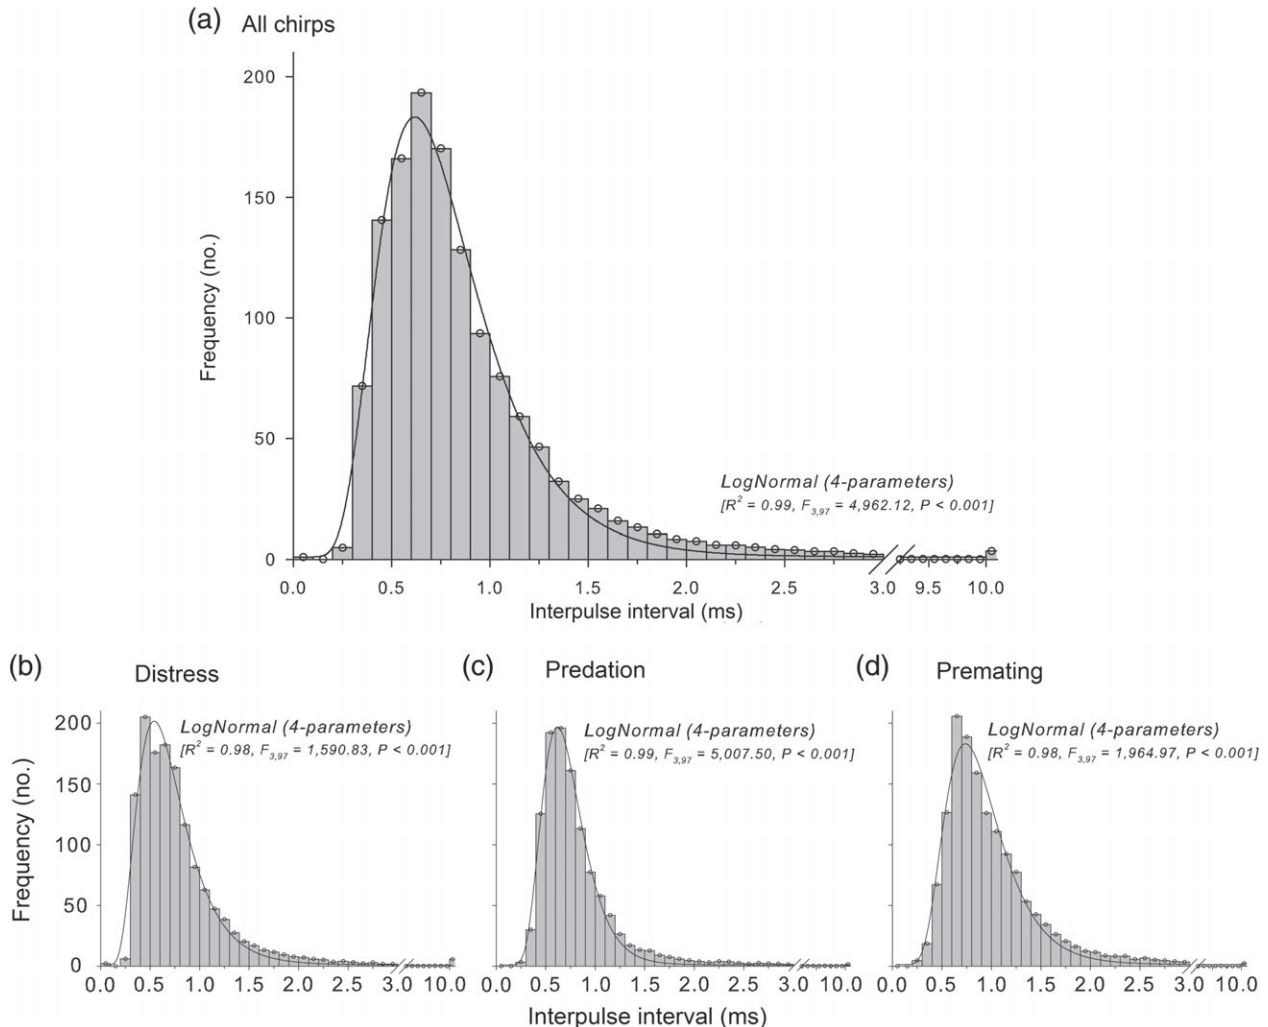 (a) All chirps
200
150
100
50
0
Frequency (no.)
LogNormal (4-parameters)
[R² = 0.99, F₃,₉₇ = 4,962.12, P < 0.001]
0.0 0.5 1.0 1.5 2.0 2.5 3.0 9.5 10.0
Interpulse interval (ms)
(b) Distress
LogNormal (4-parameters)
[R² = 0.98, F₃,₉₇ = 1,590.83, P < 0.001]
200
150
100
50
0
Frequency (no.)
0.0 0.5 1.0 1.5 2.0 2.5 3.0 10.0
(c) Predation
LogNormal (4-parameters)
[R² = 0.99, F₃,₉₇ = 5,007.50, P < 0.001]
0.0 0.5 1.0 1.5 2.0 2.5 3.0 10.0
(d) Premating
LogNormal (4-parameters)
[R² = 0.98, F₃,₉₇ = 1,964.97, P < 0.001]
0.0 0.5 1.0 1.5 2.0 2.5 3.0 10.0
Interpulse interval (ms)